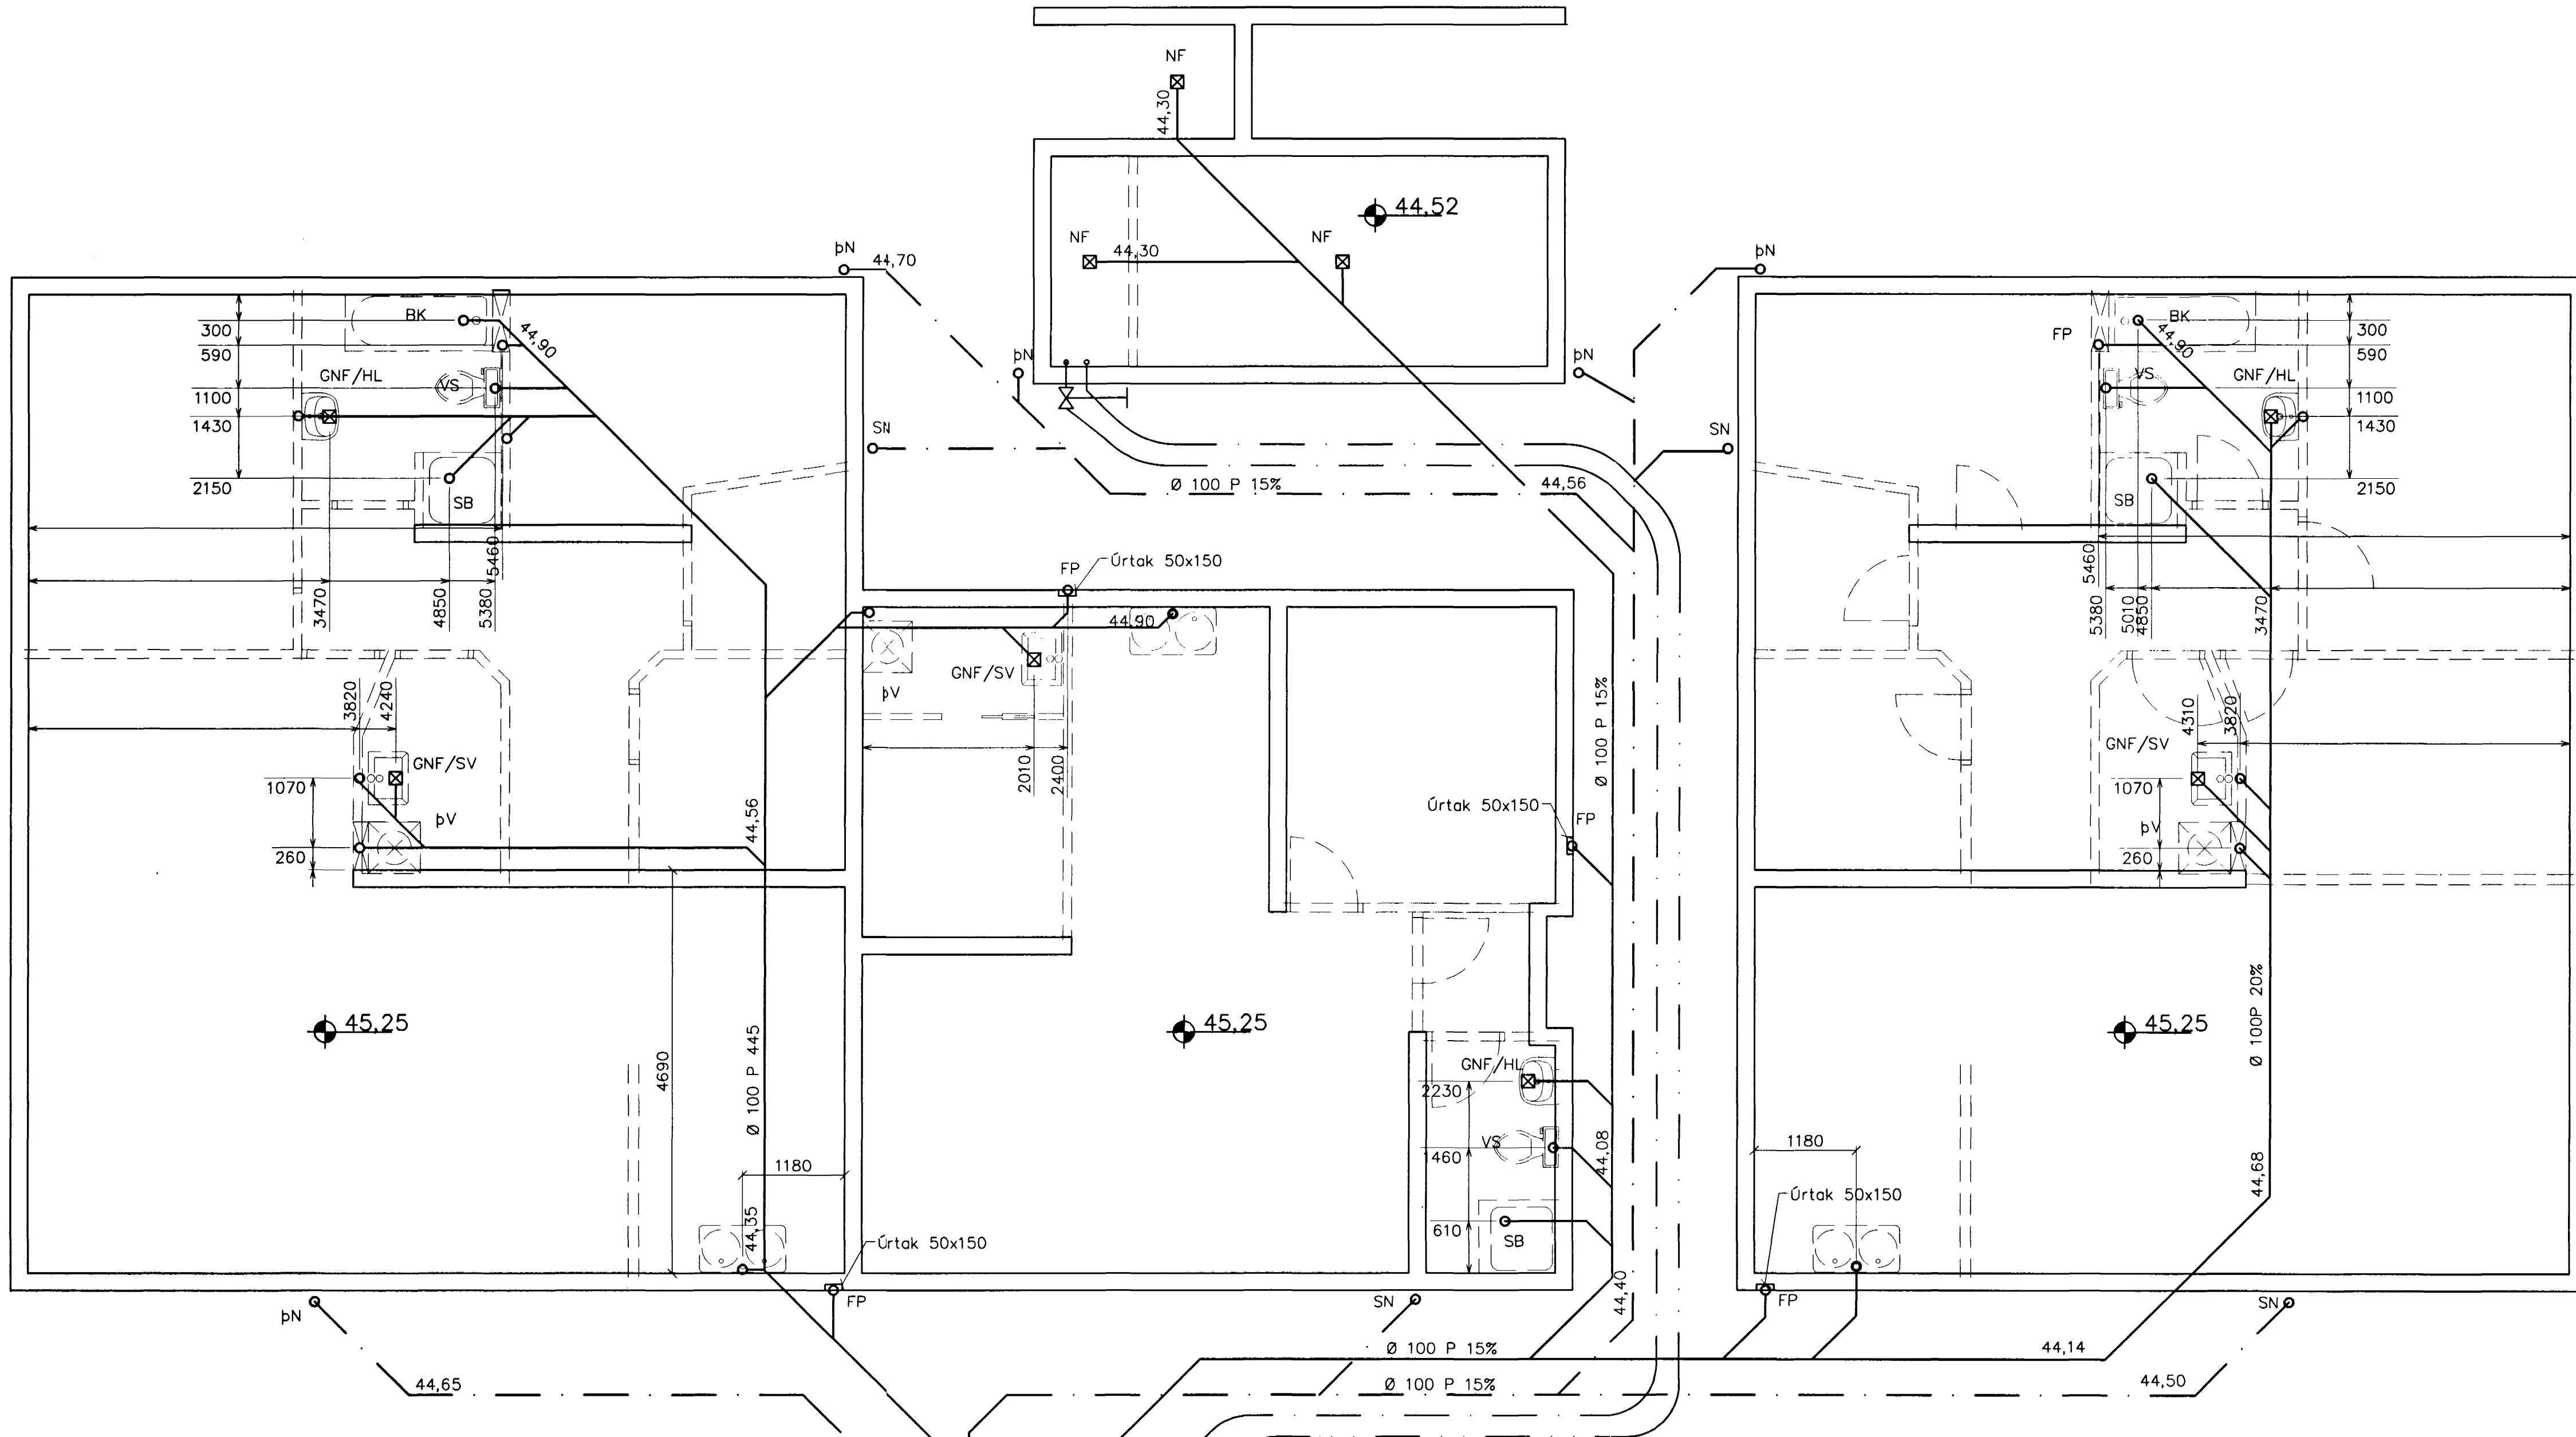 NF
44,30
44,52
NF
44,30
NF
þN
44,70
þN
þN
þN
SN
SN
Ø 100 P 15%
44,56
300
590
1100
1430
2150
BK
44,90
GNF/HL
VS
SB
5460
3470
4850
5380
3820
4240
GNF/SV
1070
þV
260
44,56
45,25
4690
Ø 100 P 445
1180
44,35
Úrtak 50x150
FP
þN
44,65
FP
Úrtak 50x150
44,90
GNF/SV
þV
2010
2400
Ø 100 P 15%
Úrtak 50x150
FP
45,25
GNF/HL
2230
VS
1460
44,08
610
SB
44,40
SN
Ø 100 P 15%
Ø 100 P 15%
FP
BK
44,90
VS
GNF/HL
300
590
1100
1430
2150
SB
5460
5380
5010
4850
3470
4310
3820
GNF/SV
1070
þV
260
45,25
Ø 100P 20%
1180
44,68
Úrtak 50x150
FP
SN
44,14
44,50